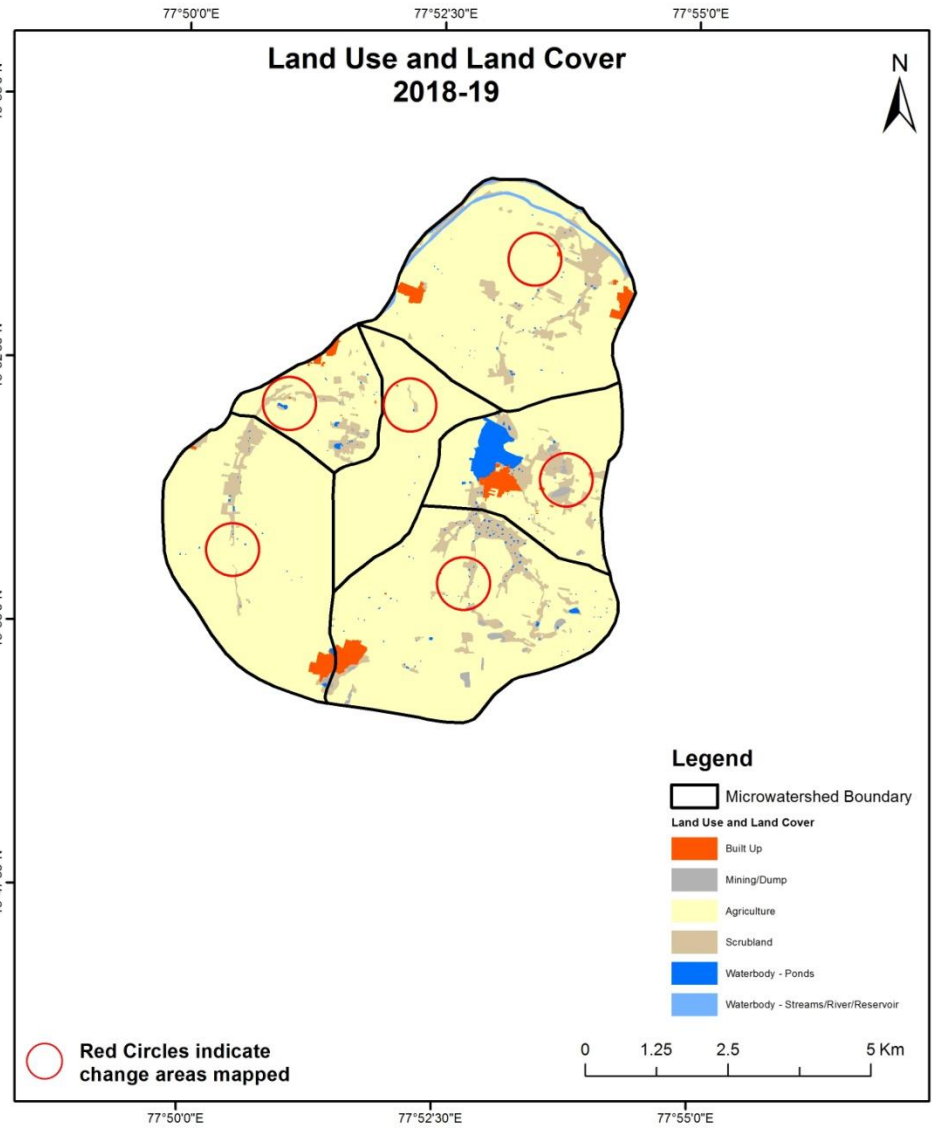 77°50'0"E 77°52'30"E 77°55'0"E
Land Use and Land Cover
2018-19
N
Legend
Microwatershed Boundary
Land Use and Land Cover
Built Up
Mining/Dump
Agriculture
Scrubland
Waterbody - Ponds
Waterbody - Streams/River/Reservoir
Red Circles indicate
change areas mapped
0 1.25 2.5 5 Km
77°50'0"E 77°52'30"E 77°55'0"E